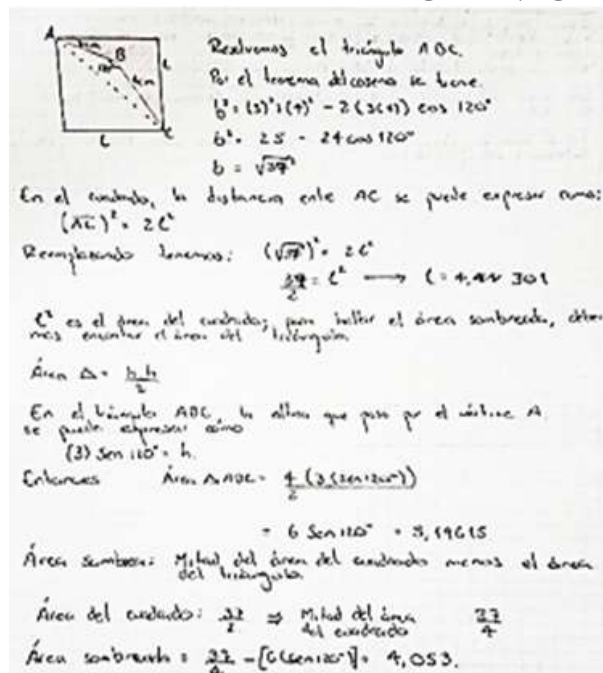 A
B
L
L
C
Resolvemos el triángulo ABC.
Por el teorema del coseno se tiene.
b² = (3)² + (4)² - 2(3(4)) cos 120°
b² = 25 - 24 cos 120°
b = √37
En el cuadrado, la distancia entre AC se puede expresar como:
(AC)² = 2L²
Reemplazando tenemos: (√37)² = 2L²
37/2 = L² → L = 4,301
L² es el área del cuadrado; para hallar el área sombreada, debe-
mos encontrar el área del triángulo
Área Δ = b.h/2
En el triángulo ABC, la altura que pasa por el vértice A
se puede expresar como
(3) Sen 120° = h.
Entonces Área Δ ABC = 4/2 (3 (Sen 120°))
= 6 Sen 120° = 5,19615
Área sombrea: Mitad del área del cuadrado menos el área
del triángulo
Área del cuadrado: 37/2 ⇒ Mitad del área
del cuadrado 37/4
Área sombreada = 37/4 - [6(Sen 120°)] = 4,053.